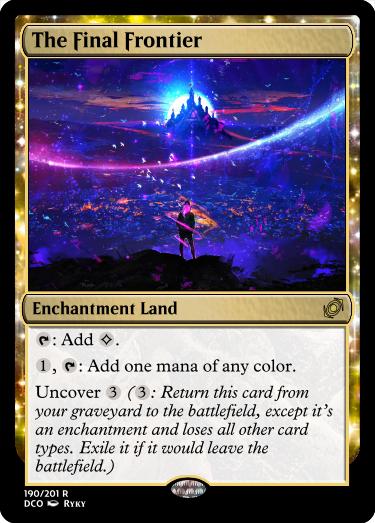 The Final Frontier
Enchantment Land
: Add .
1, : Add one mana of any color.
Uncover 3 (3: Return this card from
your graveyard to the battlefield, except it's
an enchantment and loses all other card
types. Exile it if it would leave the
battlefield.)
190/201 R
DCO Ryky